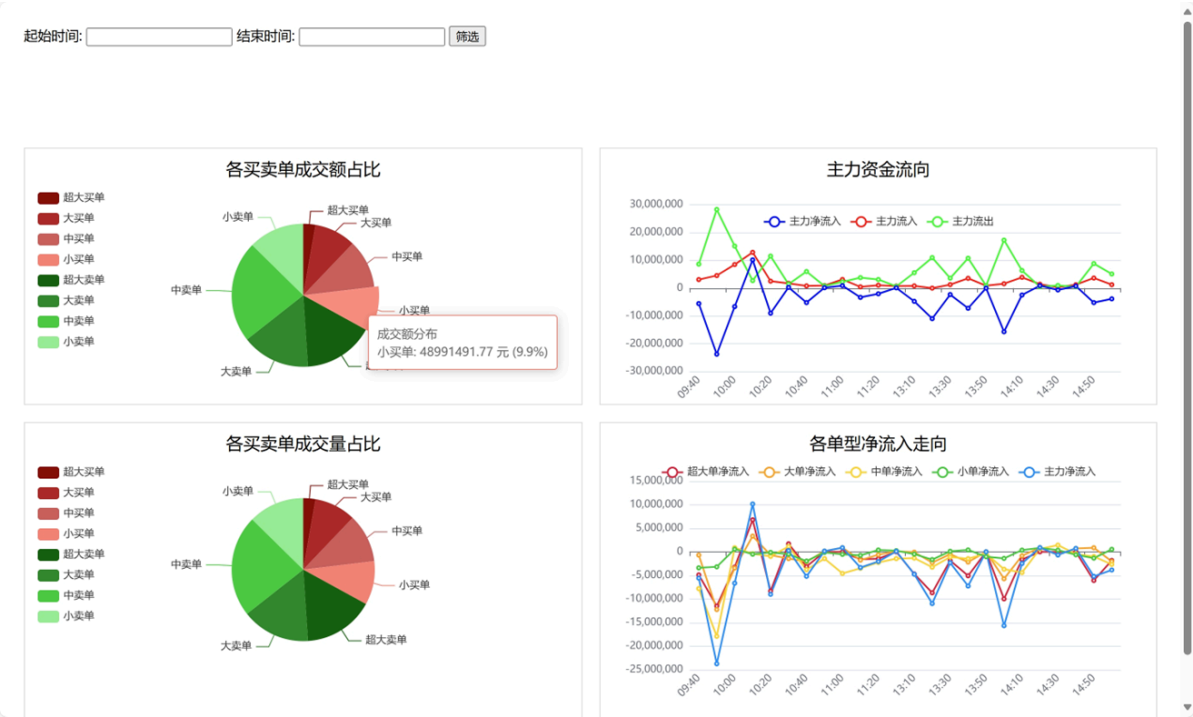 起始时间: 结束时间: 筛选
各买卖单成交额占比
超大买单
大买单
中买单
小买单
超大卖单
大卖单
中卖单
小卖单
小卖单
超大买单
大买单
中买单
中卖单
小买单
大卖单
成交额分布
小买单: 48991491.77 元 (9.9%)
主力资金流向
主力净流入 主力流入 主力流出
30,000,000
20,000,000
10,000,000
0
-10,000,000
-20,000,000
-30,000,000
09:40 10:00 10:20 10:40 11:00 11:20 13:10 13:30 13:50 14:10 14:30 14:50
各买卖单成交量占比
超大买单
大买单
中买单
小买单
超大卖单
大卖单
中卖单
小卖单
小卖单
超大买单
大买单
中买单
中卖单
小买单
超大卖单
大卖单
各单型净流入走向
超大单净流入 大单净流入 中单净流入 小单净流入 主力净流入
15,000,000
10,000,000
5,000,000
0
-5,000,000
-10,000,000
-15,000,000
-20,000,000
-25,000,000
09:40 10:00 10:20 10:40 11:00 11:20 13:10 13:30 13:50 14:10 14:30 14:50